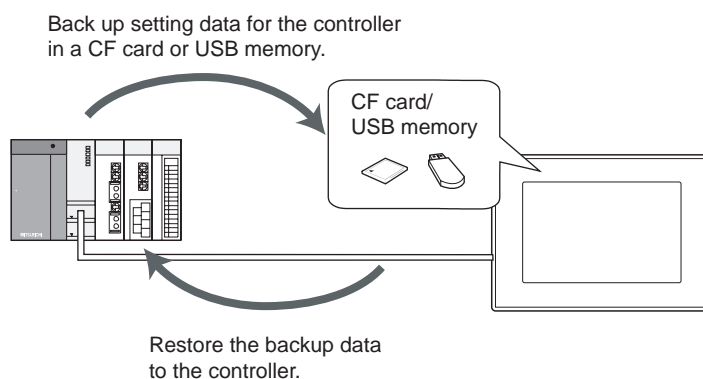 Back up setting data for the controller
in a CF card or USB memory.
CF card/
USB memory
MITSUBISHI
Restore the backup data
to the controller.